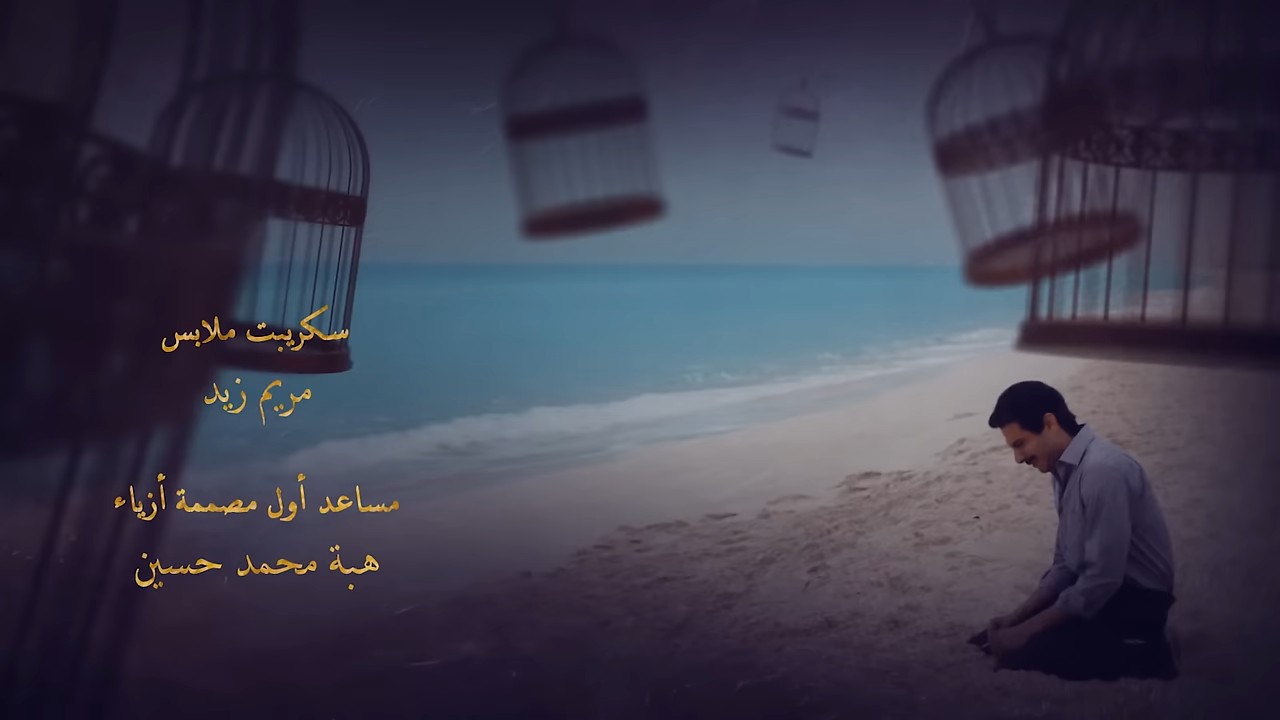 سكريبت ملابس
مريم زيد
مساعد أول مصممة أزياء
هبة محمد حسين